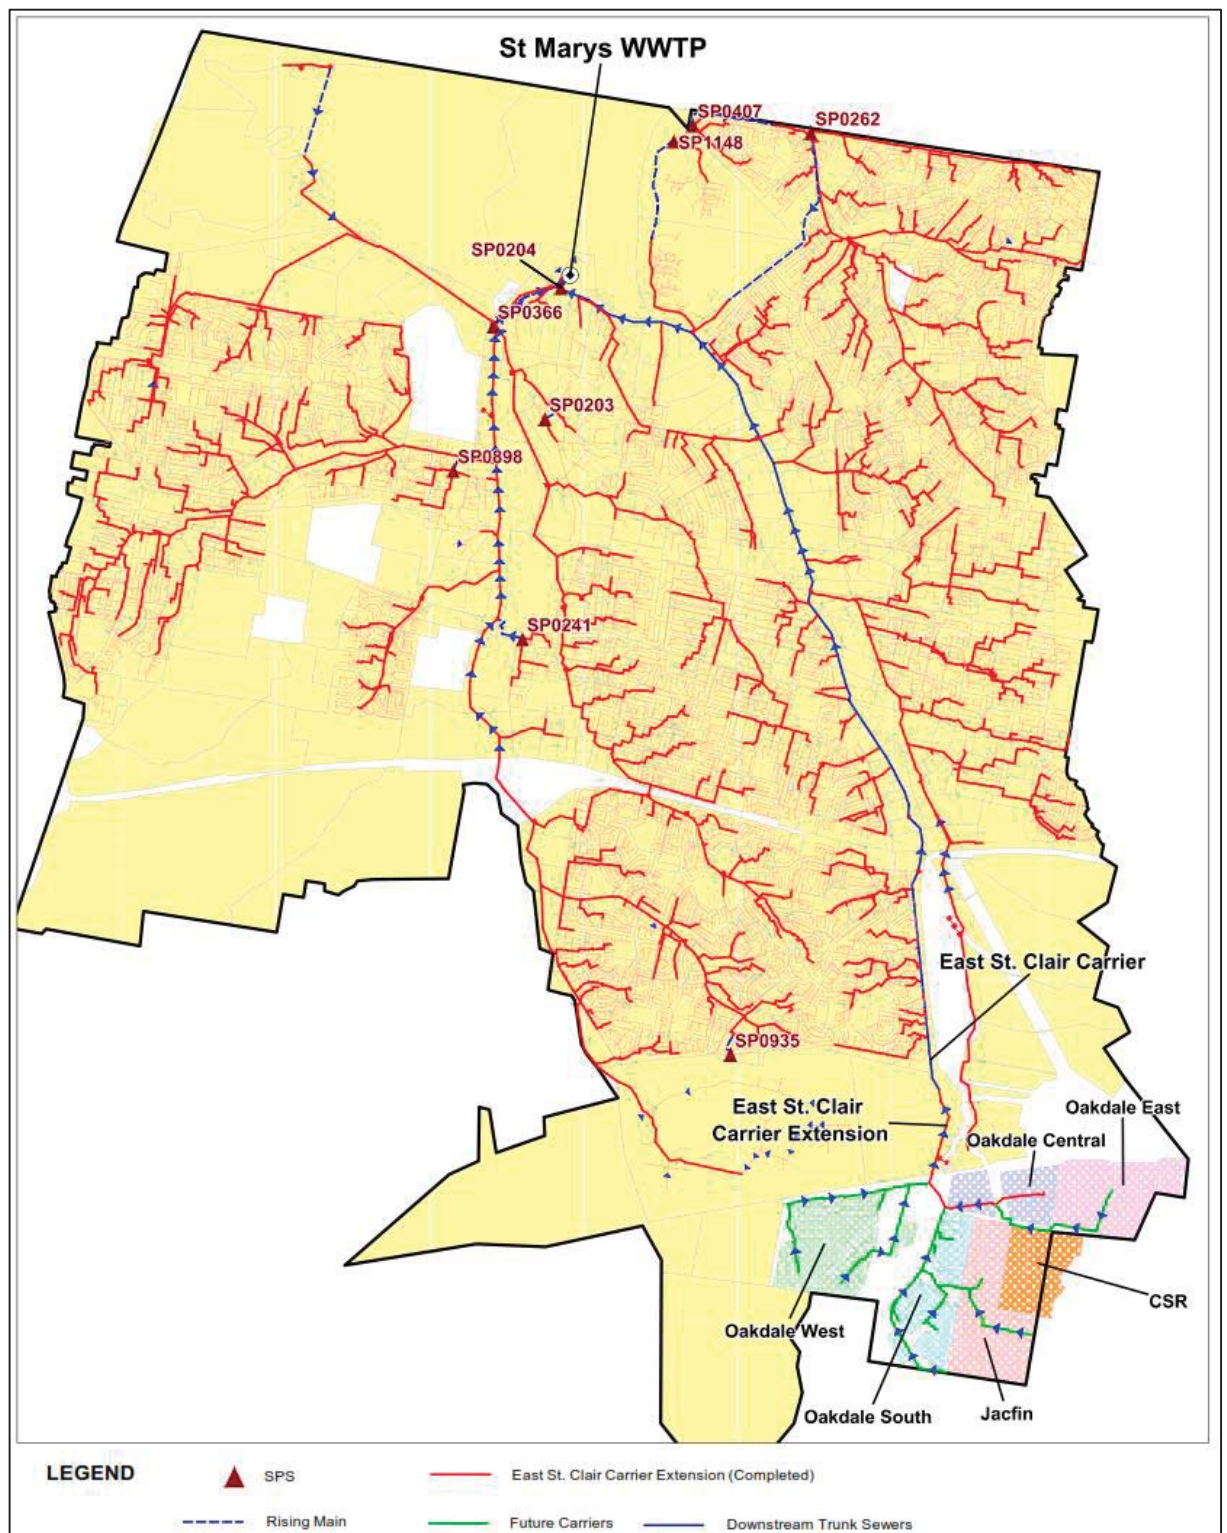 St Marys WWTP
SP0407
SP0262
SP1148
SP0204
SP0366
SP0203
SP0898
SP0241
East St. Clair Carrier
SP0935
East St. Clair
Carrier Extension
Oakdale East
Oakdale Central
CSR
Oakdale West
Oakdale South
Jacfin
LEGEND
SPS
East St. Clair Carrier Extension (Completed)
Rising Main
Future Carriers
Downstream Trunk Sewers